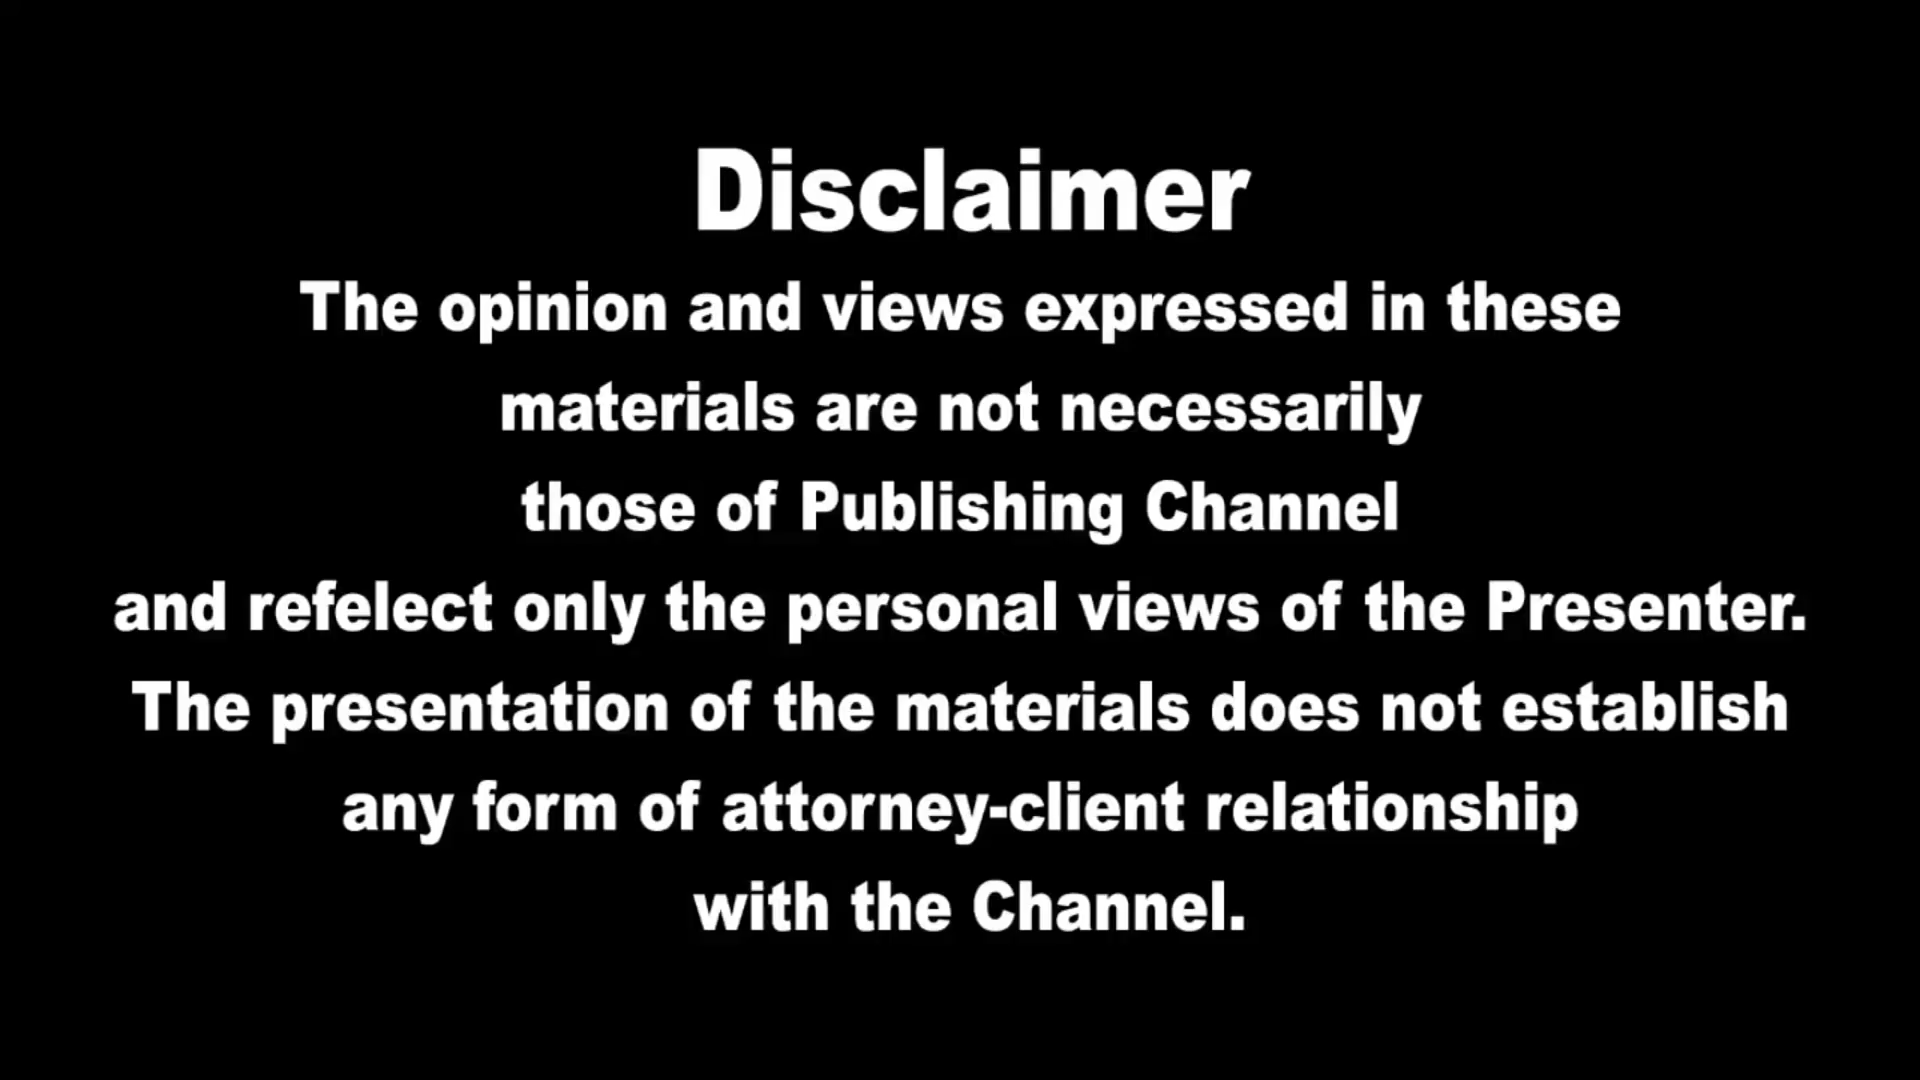 Disclaimer
The opinion and views expressed in these
materials are not necessarily
those of Publishing Channel
and refelect only the personal views of the Presenter.
The presentation of the materials does not establish
any form of attorney-client relationship
with the Channel.